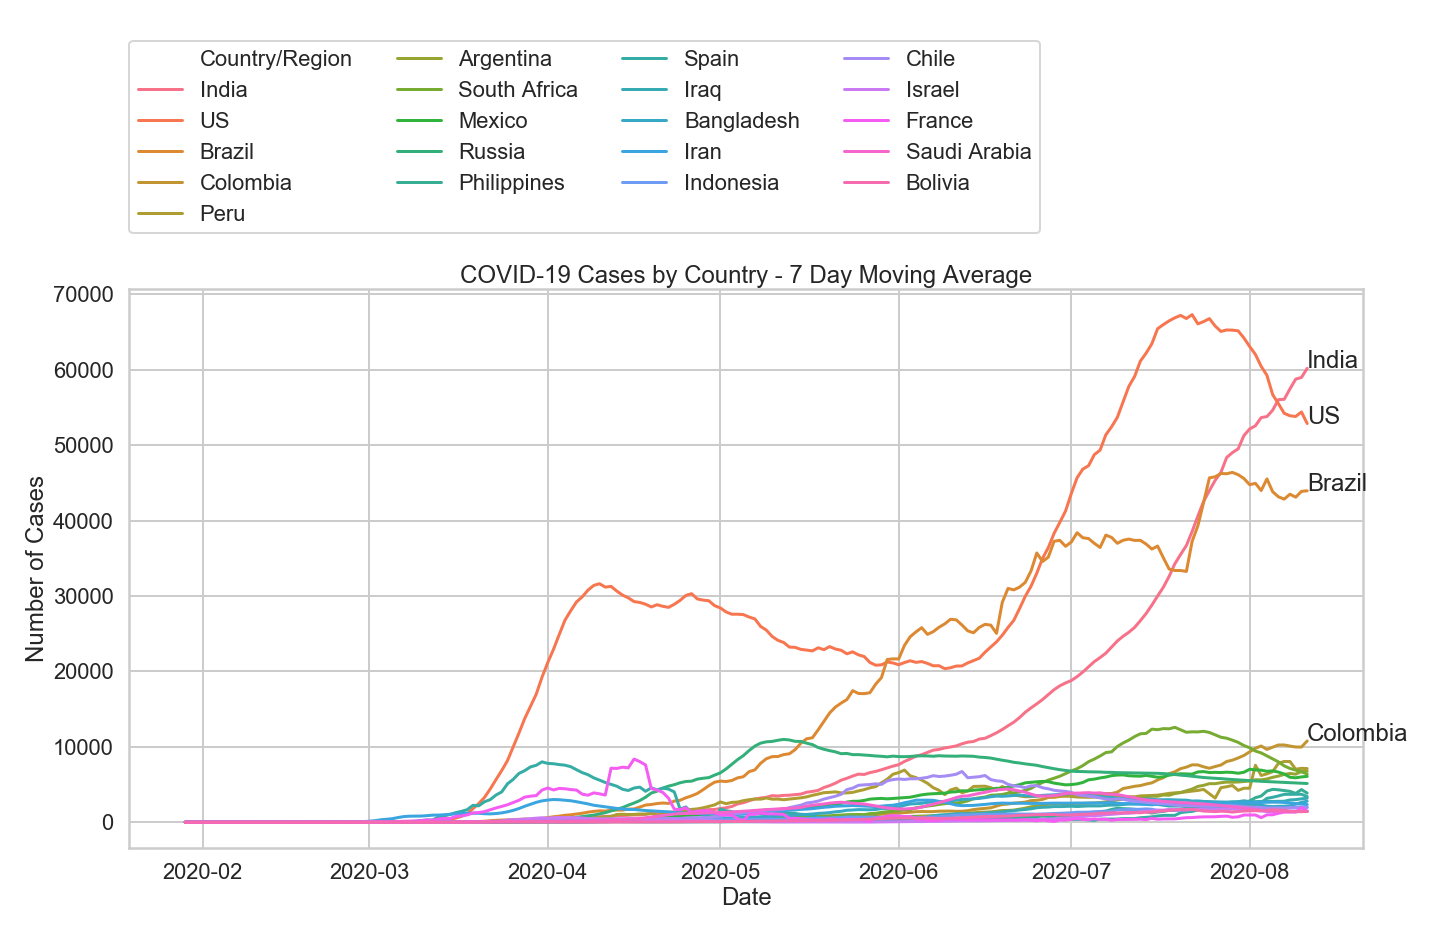 Country/Region
India
US
Brazil
Colombia
Peru
Argentina
South Africa
Mexico
Russia
Philippines
Spain
Iraq
Bangladesh
Iran
Indonesia
Chile
Israel
France
Saudi Arabia
Bolivia
COVID-19 Cases by Country - 7 Day Moving Average
Number of Cases
70000
60000
50000
40000
30000
20000
10000
0
India
US
Brazil
Colombia
2020-02
2020-03
2020-04
2020-05
2020-06
2020-07
2020-08
Date